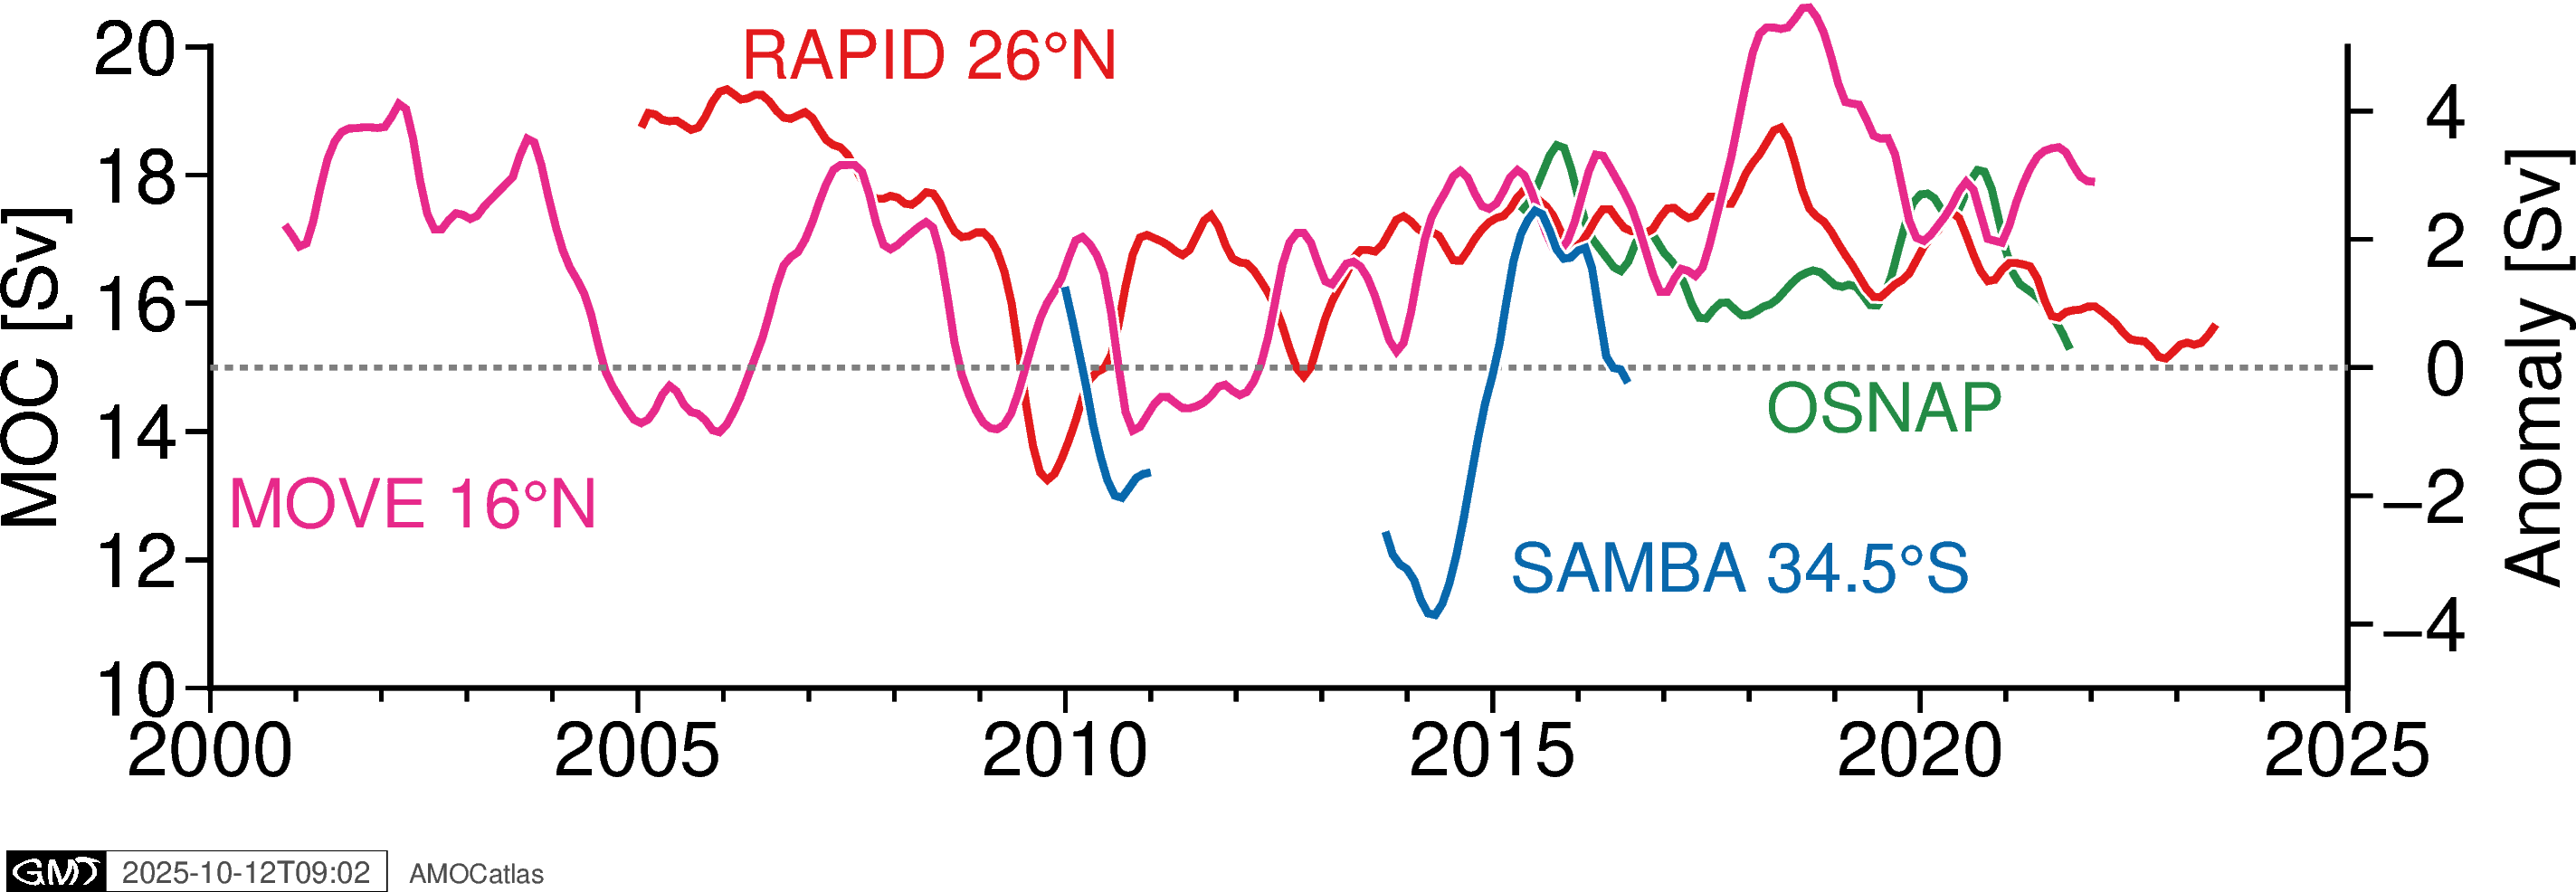 MOC [Sv]
20
18
16
14
12
10
RAPID 26°N
MOVE 16°N
OSNAP
SAMBA 34.5°S
4
2
0
−2
−4
Anomaly [Sv]
2000 2005 2010 2015 2020 2025
GMT 2025-10-12T09:02 AMOCatlas